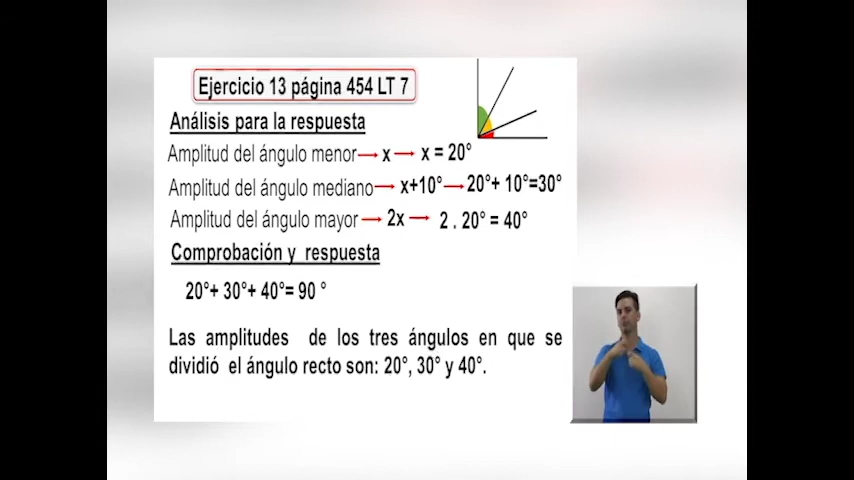 Ejercicio 13 página 454 LT 7
Análisis para la respuesta
Amplitud del ángulo menor → x → x = 20°
Amplitud del ángulo mediano → x+10° → 20°+ 10°=30°
Amplitud del ángulo mayor → 2x → 2 . 20° = 40°
Comprobación y respuesta
20°+ 30°+ 40°= 90 °
Las amplitudes de los tres ángulos en que se
dividió el ángulo recto son: 20°, 30° y 40°.